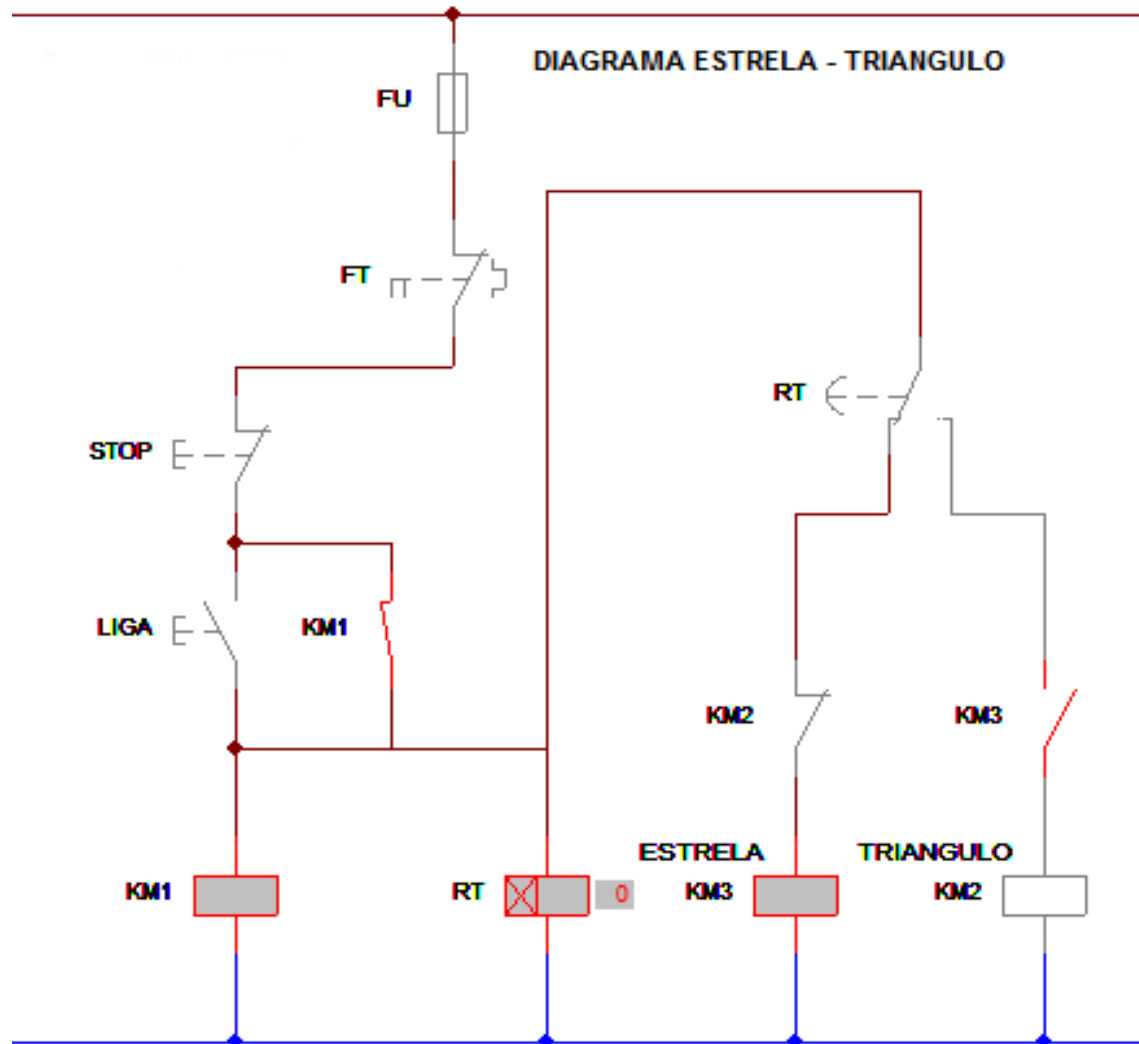 DIAGRAMA ESTRELA - TRIANGULO
FU
FT
RT
STOP
LIGA
KM1
KM2
KM3
ESTRELA
TRIANGULO
KM1
RT
0
KM3
KM2